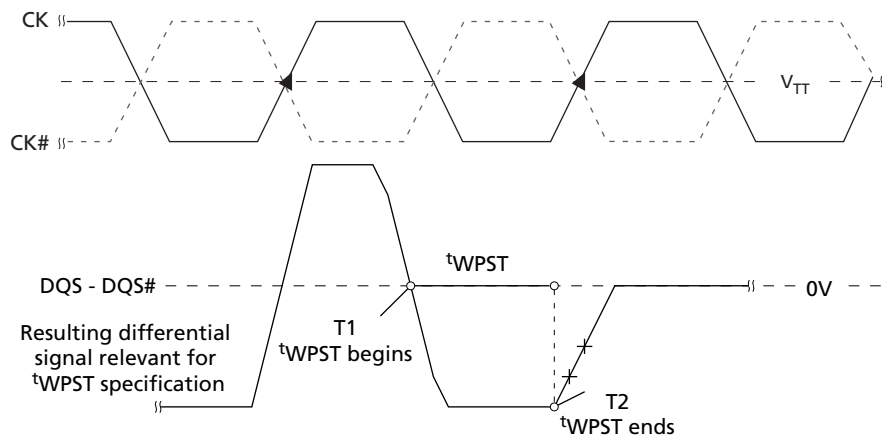 CK
VTT
CK#
tWPST
DQS - DQS#
0V
Resulting differential
signal relevant for
tWPST specification
T1
tWPST begins
T2
tWPST ends